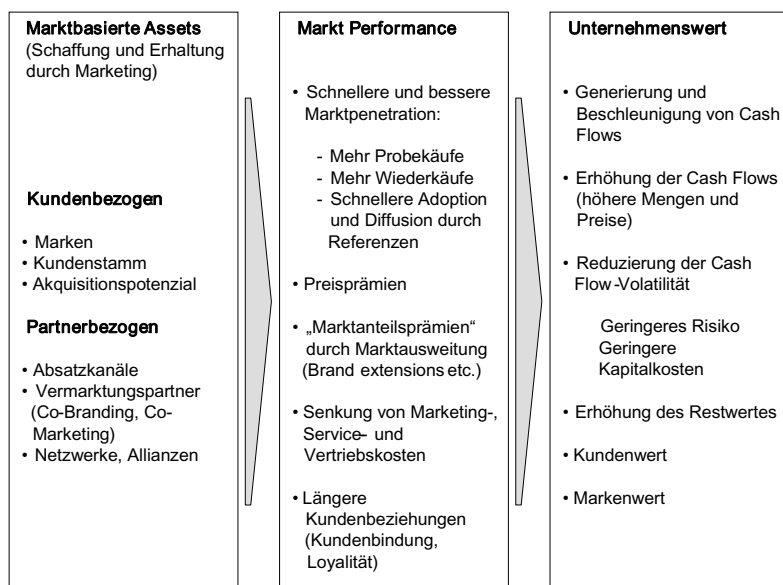 Marktbasierte Assets
(Schaffung und Erhaltung
durch Marketing)
Kundenbezogen
• Marken
• Kundenstamm
• Akquisitionspotenzial
Partnerbezogen
• Absatzkanäle
• Vermarktungspartner
(Co-Branding, Co-
Marketing)
• Netzwerke, Allianzen
Markt Performance
• Schnellere und bessere
Marktpenetration:
- Mehr Probekäufe
- Mehr Wiederkäufe
- Schnellere Adoption
und Diffusion durch
Referenzen
• Preisprämien
• „Marktanteilsprämien“
durch Marktausweitung
(Brand extensions etc.)
• Senkung von Marketing-,
Service- und
Vertriebskosten
• Längere
Kundenbeziehungen
(Kundenbindung,
Loyalität)
Unternehmenswert
• Generierung und
Beschleunigung von Cash
Flows
• Erhöhung der Cash Flows
(höhere Mengen und
Preise)
• Reduzierung der Cash
Flow-Volatilität
Geringeres Risiko
Geringere
Kapitalkosten
• Erhöhung des Restwertes
• Kundenwert
• Markenwert